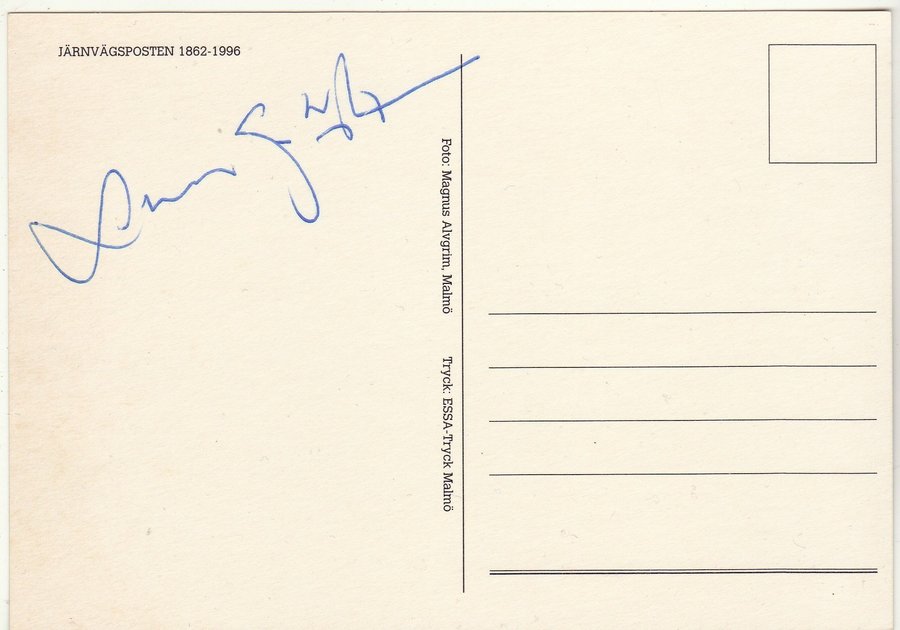 JÄRNVÄGSPOSTEN 1862-1996
Foto: Magnus Alvgrim, Malmö
Tryck: ESSA-Tryck Malmö